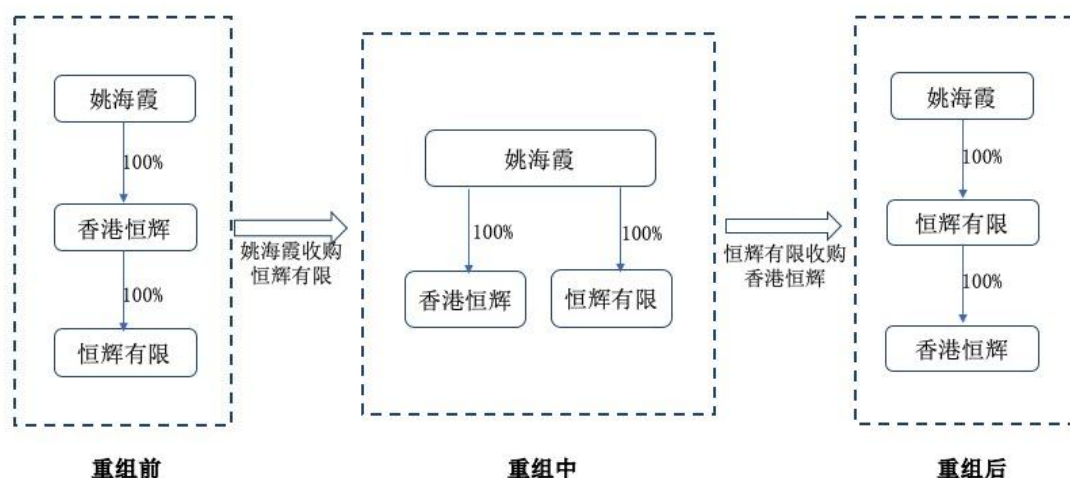 姚海霞
100%
香港恒辉
100%
恒辉有限
重组前
姚海霞收购
恒辉有限
姚海霞
100%
100%
香港恒辉
恒辉有限
重组中
恒辉有限收购
香港恒辉
姚海霞
100%
恒辉有限
100%
香港恒辉
重组后